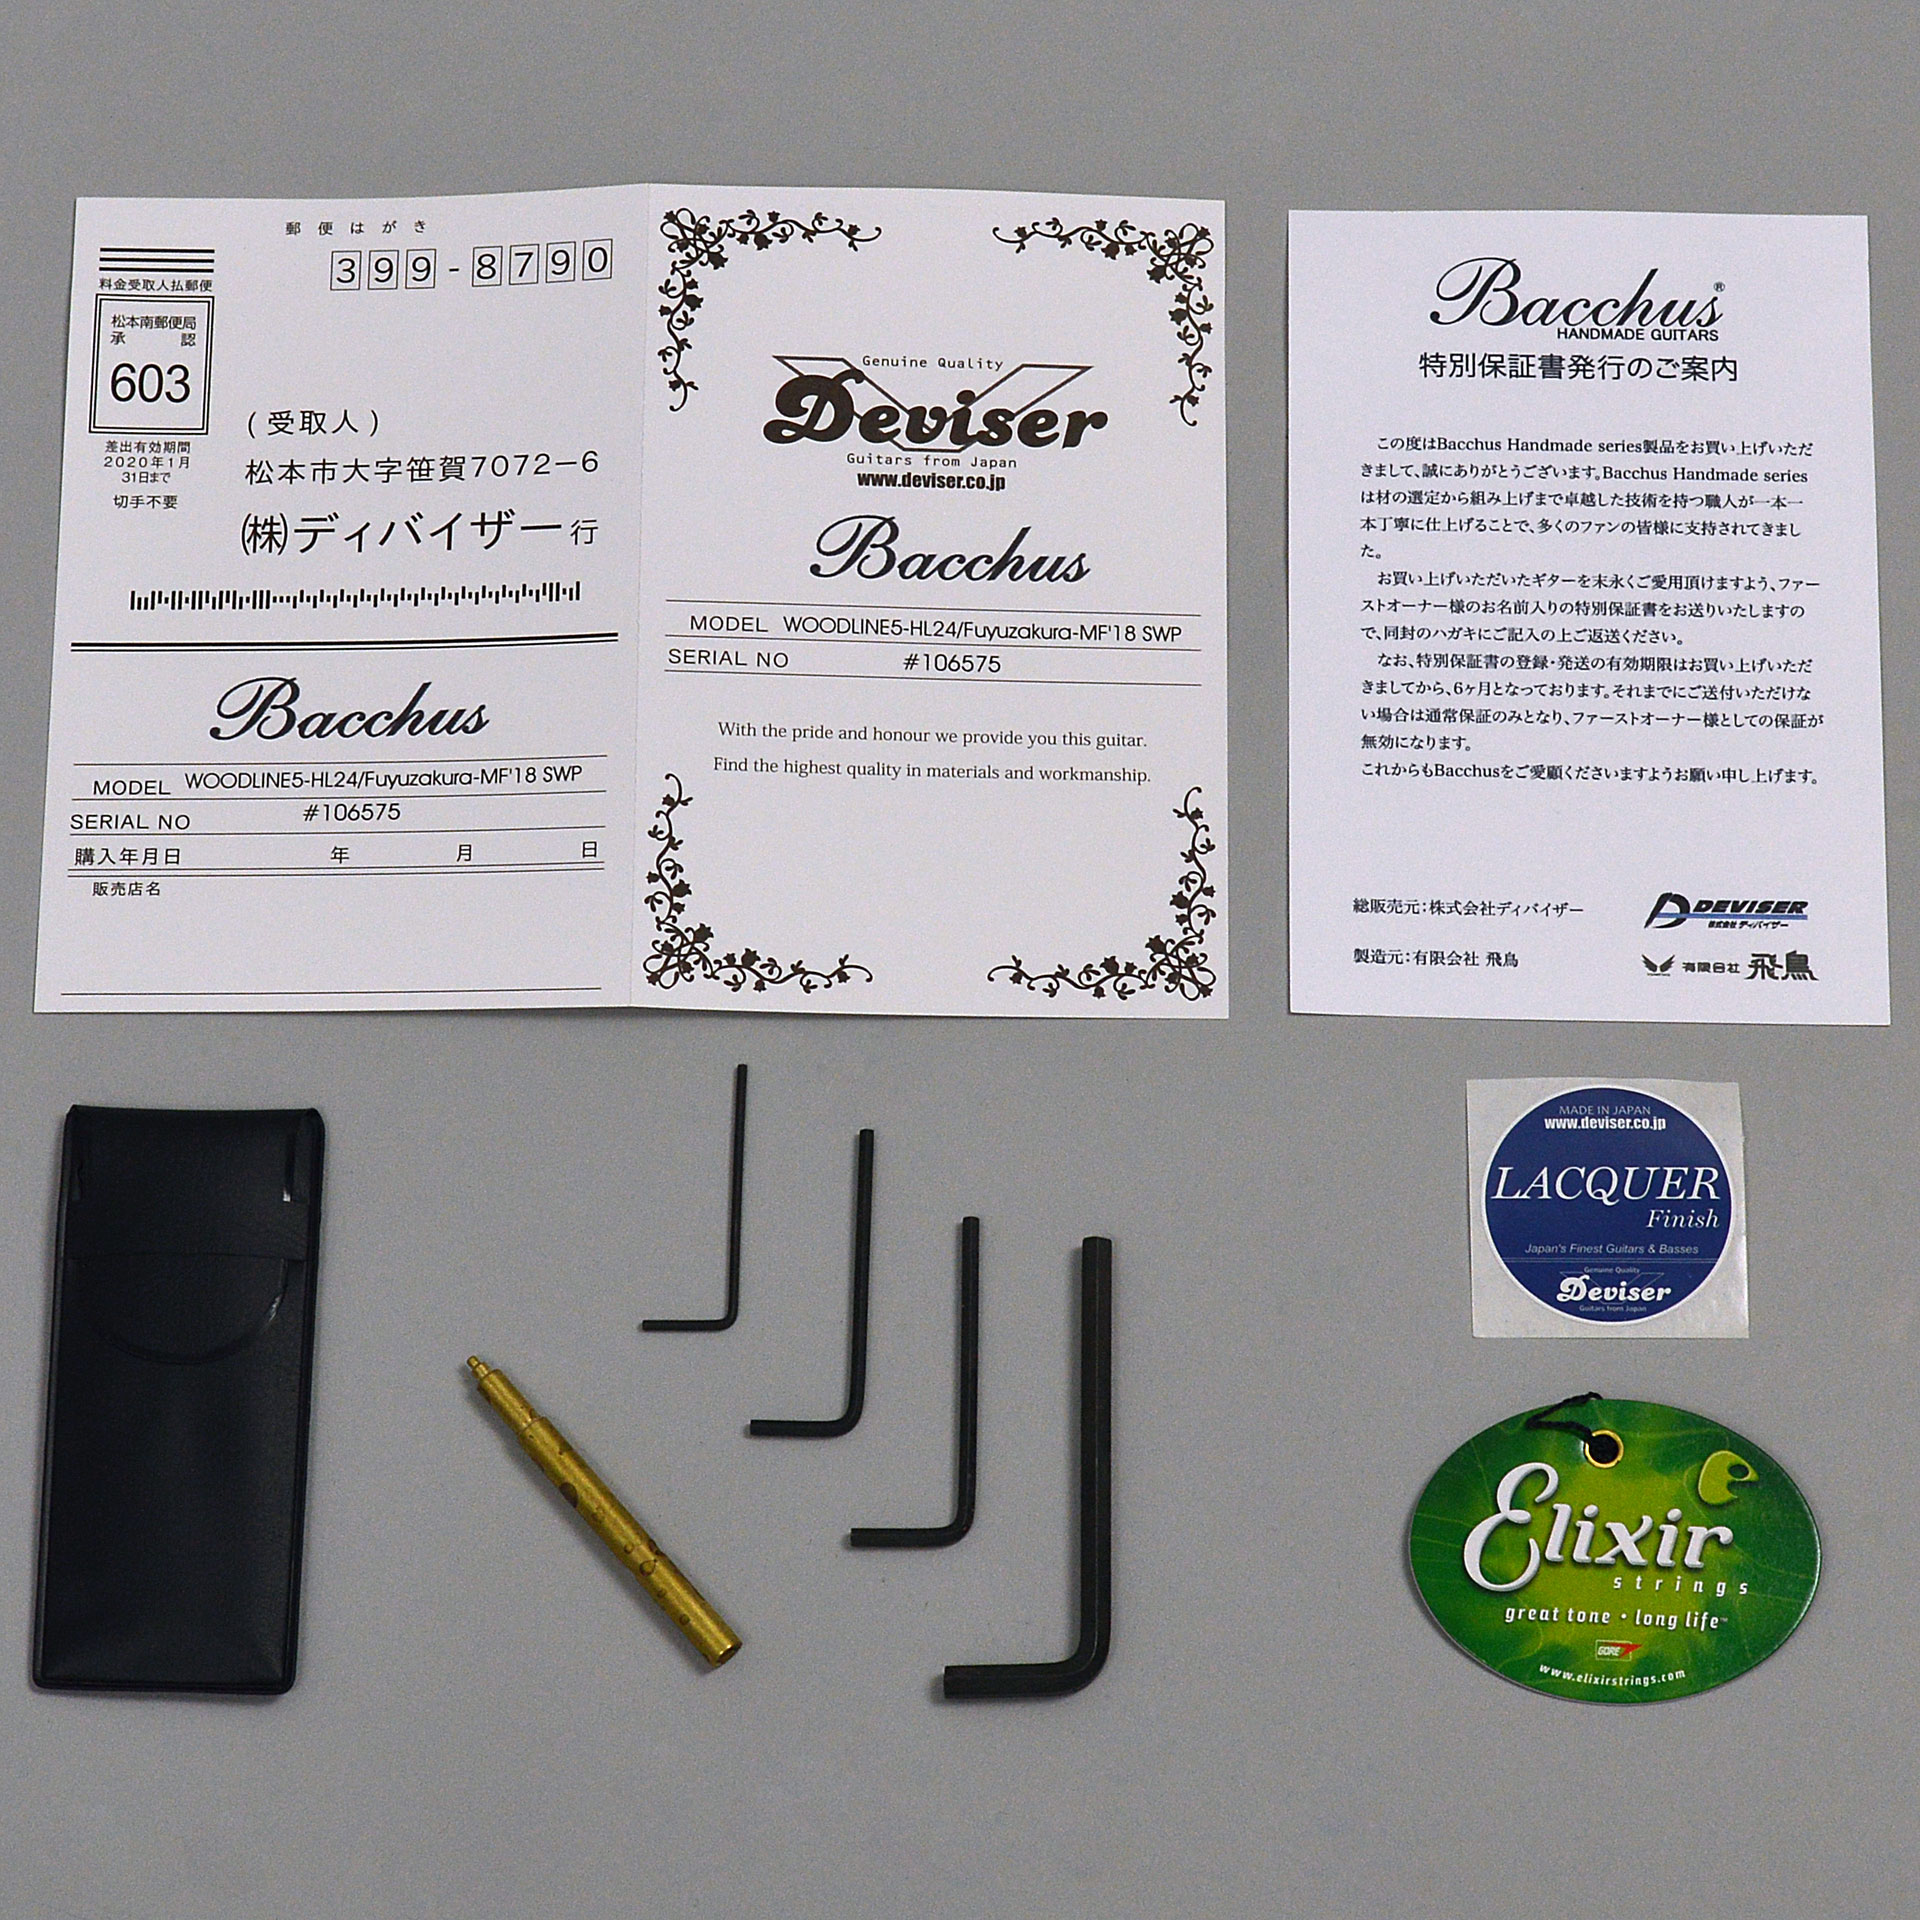 郵便はがき
399-8790
料金受取人払郵便
松本南郵便局
承認
603
差出有効期間
2020年1月
31日まで
切手不要
(受取人)
松本市大字笹賀7072-6
(株)ディバイザー行
Bacchus
MODEL WOODLINE5-HL24/Fuyuzakura-MF'18 SWP
SERIAL NO #106575
購入年月日 年 月 日
販売店名
Genuine Quality
Deviser
Guitars from Japan
www.deviser.co.jp
Bacchus
MODEL WOODLINE5-HL24/Fuyuzakura-MF'18 SWP
SERIAL NO #106575
With the pride and honour we provide you this guitar.
Find the highest quality in materials and workmanship.
Bacchus®
HANDMADE GUITARS
特別保証書発行のご案内
この度はBacchus Handmade series製品をお買い上げいただ
きまして、誠にありがとうございます。Bacchus Handmade series
は材の選定から組み上げまで卓越した技術を持つ職人が一本一
本丁寧に仕上げることで、多くのファンの皆様に支持されてきまし
た。
お買い上げいただいたギターを末永くご愛用頂けますよう、ファー
ストオーナー様のお名前入りの特別保証書をお送りいたしますの
で、同封のハガキにご記入の上ご返送ください。
なお、特別保証書の登録・発送の有効期限はお買い上げいただ
きましてから、6ヶ月となっております。それまでにご送付いただけな
い場合は通常保証のみとなり、ファーストオーナー様としての保証が
無効になります。
これからもBacchusをご愛顧くださいますようお願い申し上げます。
総販売元:株式会社ディバイザー
DEVISER
株式会社 ディバイザー
製造元:有限会社 飛鳥
有限会社 飛鳥
MADE IN JAPAN
www.deviser.co.jp
LACQUER
Finish
Japan's Finest Guitars & Basses
Genuine Quality
Deviser
Guitars from Japan
Elixir
strings
great tone • long life™
GORE
www.elixirstrings.com